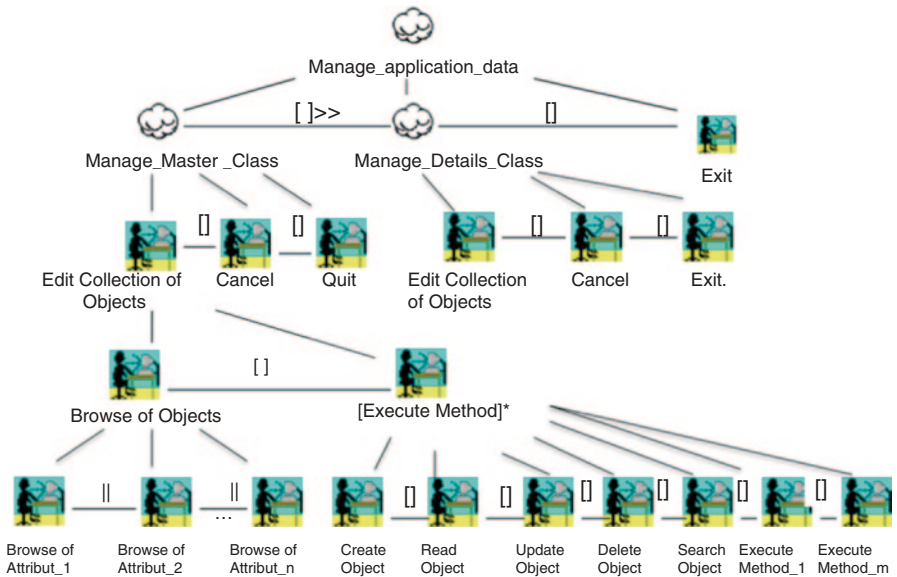 Manage_application_data
[ ]>>
[]
Manage_Master _Class
Manage_Details_Class
Exit
[]
[]
[]
[]
Edit Collection of
Objects
Cancel
Quit
Edit Collection
of Objects
Cancel
Exit.
[ ]
Browse of Objects
[Execute Method]*
||
||
...
[]
[]
[]
[]
[]
[]
Browse of
Attribut_1
Browse of
Attribut_2
Browse of
Attribut_n
Create
Object
Read
Object
Update
Object
Delete
Object
Search
Object
Execute
Method_1
Execute
Method_m